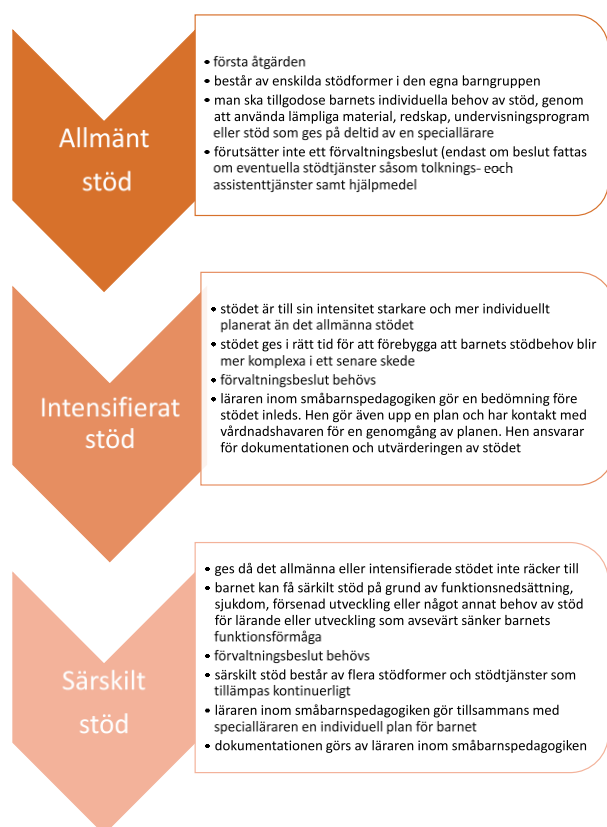 Allmänt
stöd
• första åtgärden
• består av enskilda stödformer i den egna barngruppen
• man ska tillgodose barnets individuella behov av stöd, genom
att använda lämpliga material, redskap, undervisningsprogram
eller stöd som ges på deltid av en speciallärare
• förutsätter inte ett förvaltningsbeslut (endast om beslut fattas
om eventuella stödtjänster såsom tolknings- eoch
assistenttjänster samt hjälpmedel
Intensifierat
stöd
• stödet är till sin intensitet starkare och mer individuellt
planerat än det allmänna stödet
• stödet ges i rätt tid för att förebygga att barnets stödbehov blir
mer komplexa i ett senare skede
• förvaltningsbeslut behövs
• läraren inom småbarnspedagogiken gör en bedömning före
stödet inleds. Hen gör även upp en plan och har kontakt med
vårdnadshavaren för en genomgång av planen. Hen ansvarar
för dokumentationen och utvärderingen av stödet
Särskilt
stöd
• ges då det allmänna eller intensifierade stödet inte räcker till
• barnet kan få särkilt stöd på grund av funktionsnedsättning,
sjukdom, försenad utveckling eller något annat behov av stöd
för lärande eller utveckling som avsevärt sänker barnets
funktionsförmåga
• förvaltningsbeslut behövs
• särskilt stöd består av flera stödformer och stödtjänster som
tillämpas kontinuerligt
• läraren inom småbarnspedagogiken gör tillsammans med
specialläraren en individuell plan för barnet
• dokumentationen görs av läraren inom småbarnspedagogiken